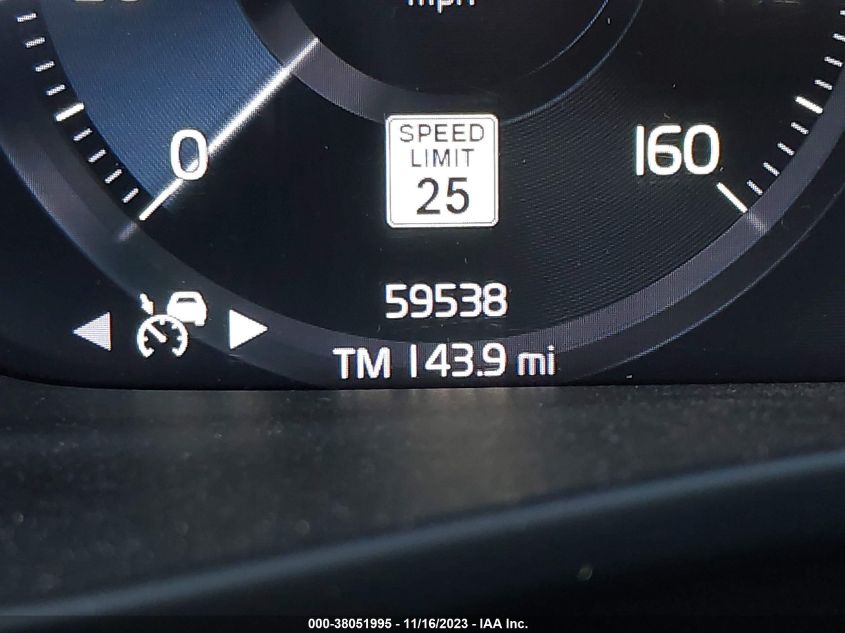 mph
0
160
SPEED
LIMIT
25
59538
TM 143.9 mi
000-38051995 - 11/16/2023 - IAA Inc.